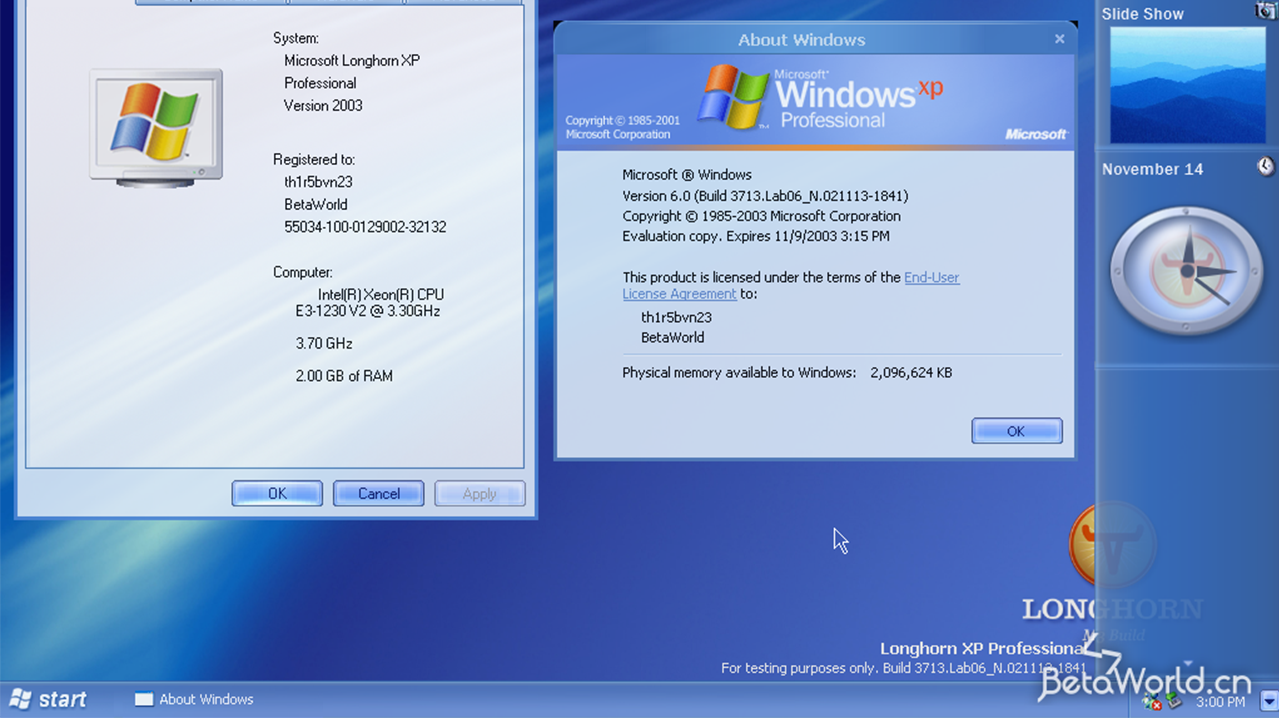 System:
Microsoft Longhorn XP
Professional
Version 2003
Registered to:
th1r5bvn23
BetaWorld
55034-100-0129002-32132
Computer:
Intel(R) Xeon(R) CPU
E3-1230 V2 @ 3.30GHz
3.70 GHz
2.00 GB of RAM
OK
Cancel
Apply
About Windows
Microsoft®
Windows xp
Professional
™
Copyright © 1985-2001
Microsoft Corporation
Microsoft
Microsoft ® Windows
Version 6.0 (Build 3713.Lab06_N.021113-1841)
Copyright © 1985-2003 Microsoft Corporation
Evaluation copy. Expires 11/9/2003 3:15 PM
This product is licensed under the terms of the End-User
License Agreement to:
th1r5bvn23
BetaWorld
Physical memory available to Windows: 2,096,624 KB
OK
Slide Show
November 14
LONGHORN
Build
Longhorn XP Professional
For testing purposes only. Build 3713.Lab06_N.021113-1841
BetaWorld.cn
start
About Windows
3:00 PM